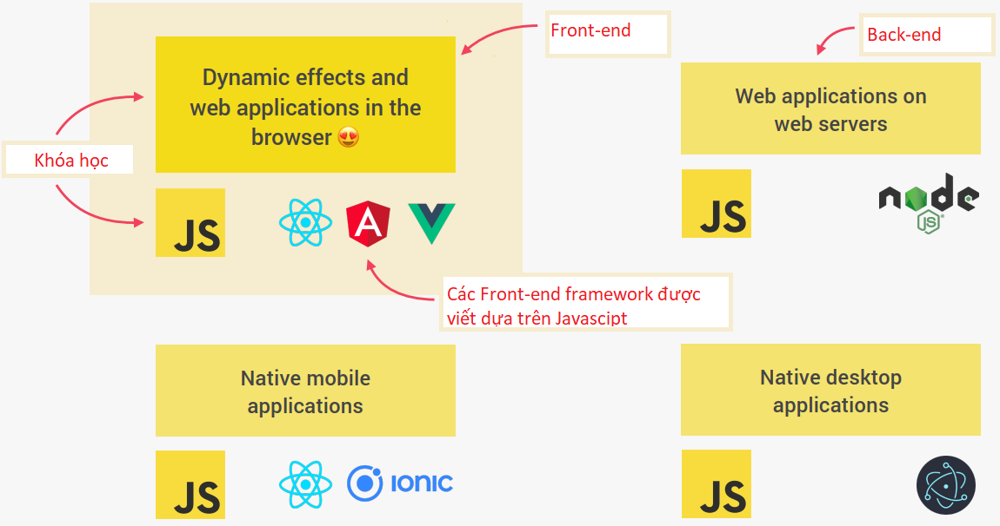 Front-end
Back-end
Dynamic effects and
web applications in the
browser 😍
Web applications on
web servers
Khóa học
JS
node
JS
JS
Các Front-end framework được
viết dựa trên Javascipt
Native mobile
applications
Native desktop
applications
JS
IONIC
JS